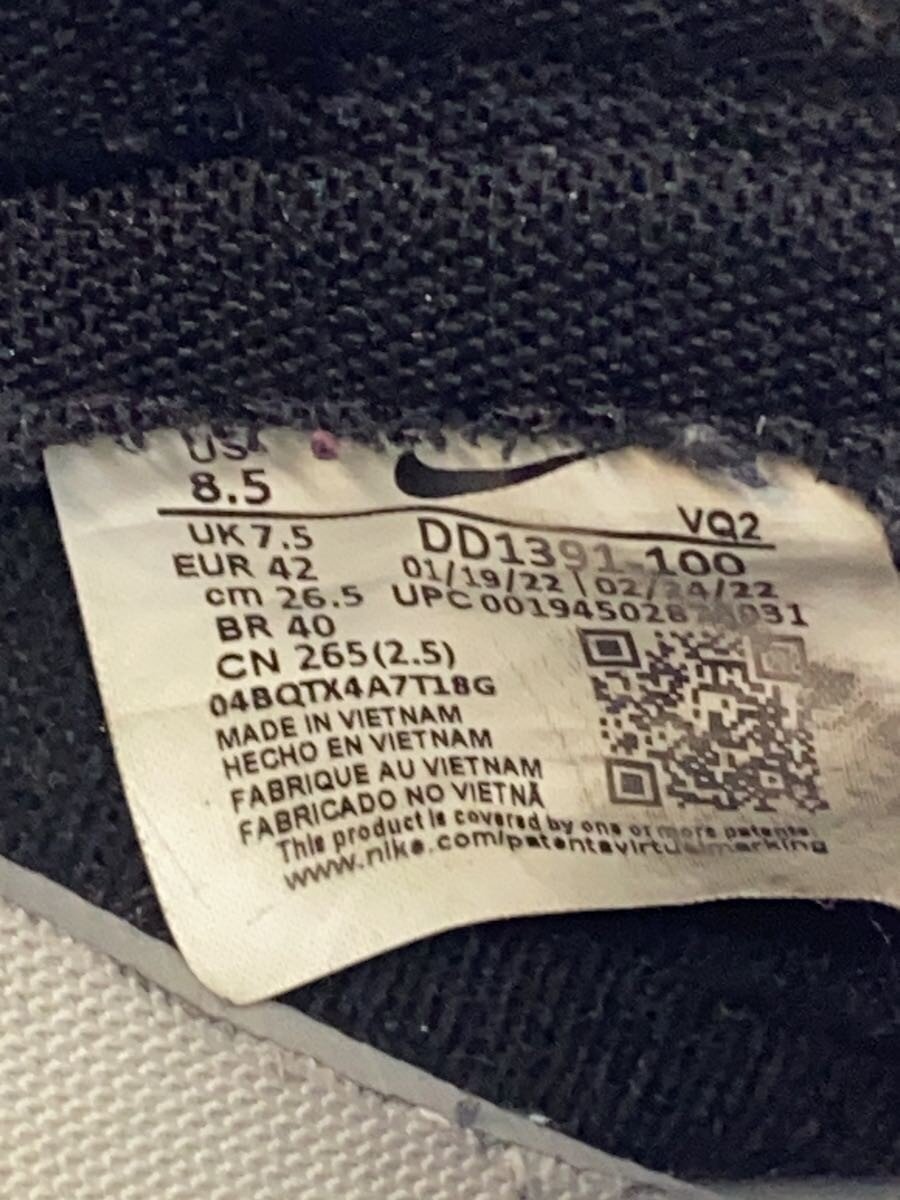 US
8.5
VQ2
UK 7.5
DD1391-100
EUR 42
01/19/22 \ 02/24/22
cm 26.5
BR 40
CN 265(2.5)
04BQTX4A7T18G
MADE IN VIETNAM
HECHO EN VIETNAM
FABRIQUE AU VIETNAM
FABRICADO NO VIETNÃ
This product is covered by one or more patents.
www.nike.com/patentsvirtualmarking